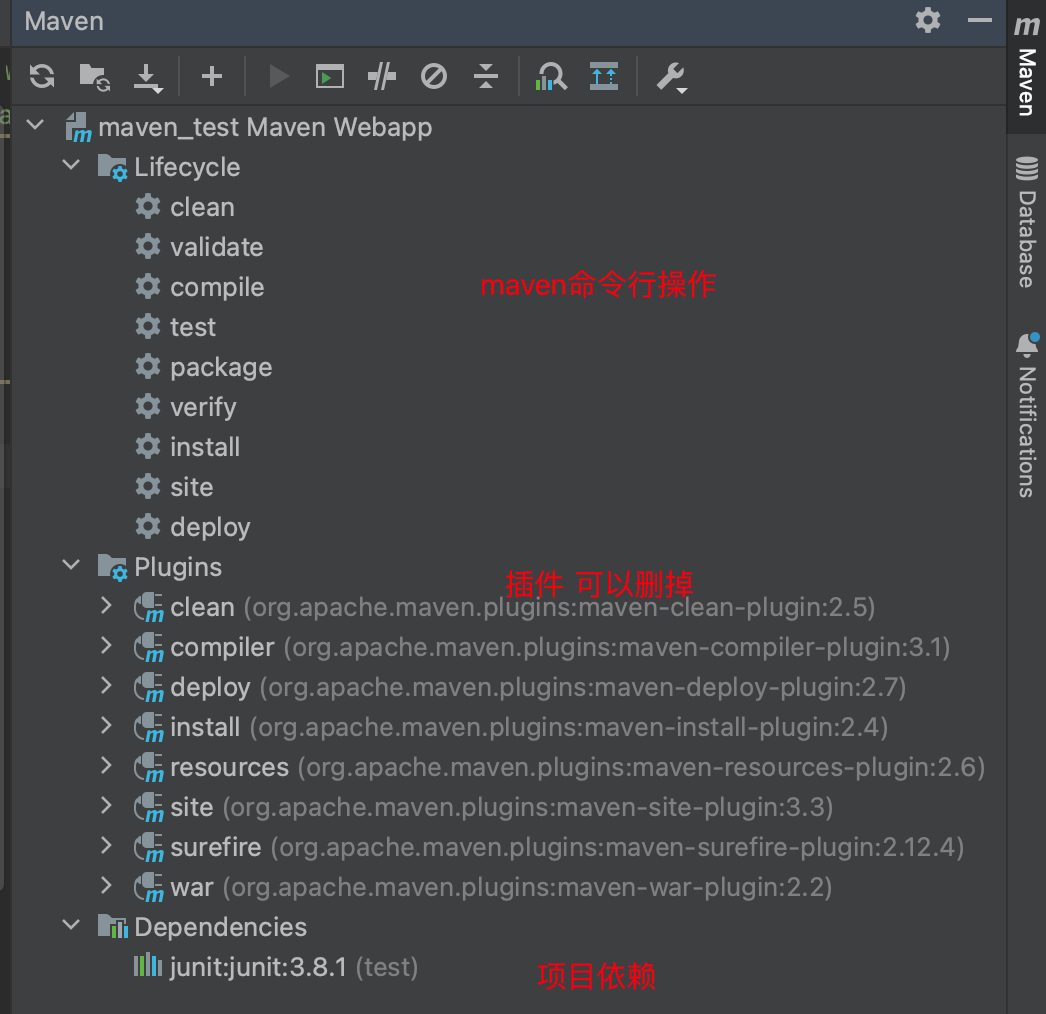 Maven
maven_test Maven Webapp
Lifecycle
clean
validate
compile
maven命令行操作
test
package
verify
install
site
deploy
Plugins
插件 可以删掉
clean (org.apache.maven.plugins:maven-clean-plugin:2.5)
compiler (org.apache.maven.plugins:maven-compiler-plugin:3.1)
deploy (org.apache.maven.plugins:maven-deploy-plugin:2.7)
install (org.apache.maven.plugins:maven-install-plugin:2.4)
resources (org.apache.maven.plugins:maven-resources-plugin:2.6)
site (org.apache.maven.plugins:maven-site-plugin:3.3)
surefire (org.apache.maven.plugins:maven-surefire-plugin:2.12.4)
war (org.apache.maven.plugins:maven-war-plugin:2.2)
Dependencies
junit:junit:3.8.1 (test)
项目依赖
m
Maven
Database
Notifications